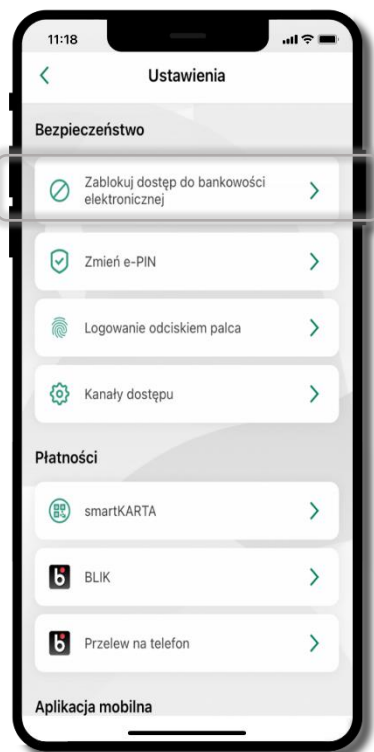 11:18
Ustawienia
Bezpieczeństwo
Zablokuj dostęp do bankowości
elektronicznej
Zmień e-PIN
Logowanie odciskiem palca
Kanały dostępu
Płatności
smartKARTA
BLIK
Przelew na telefon
Aplikacja mobilna